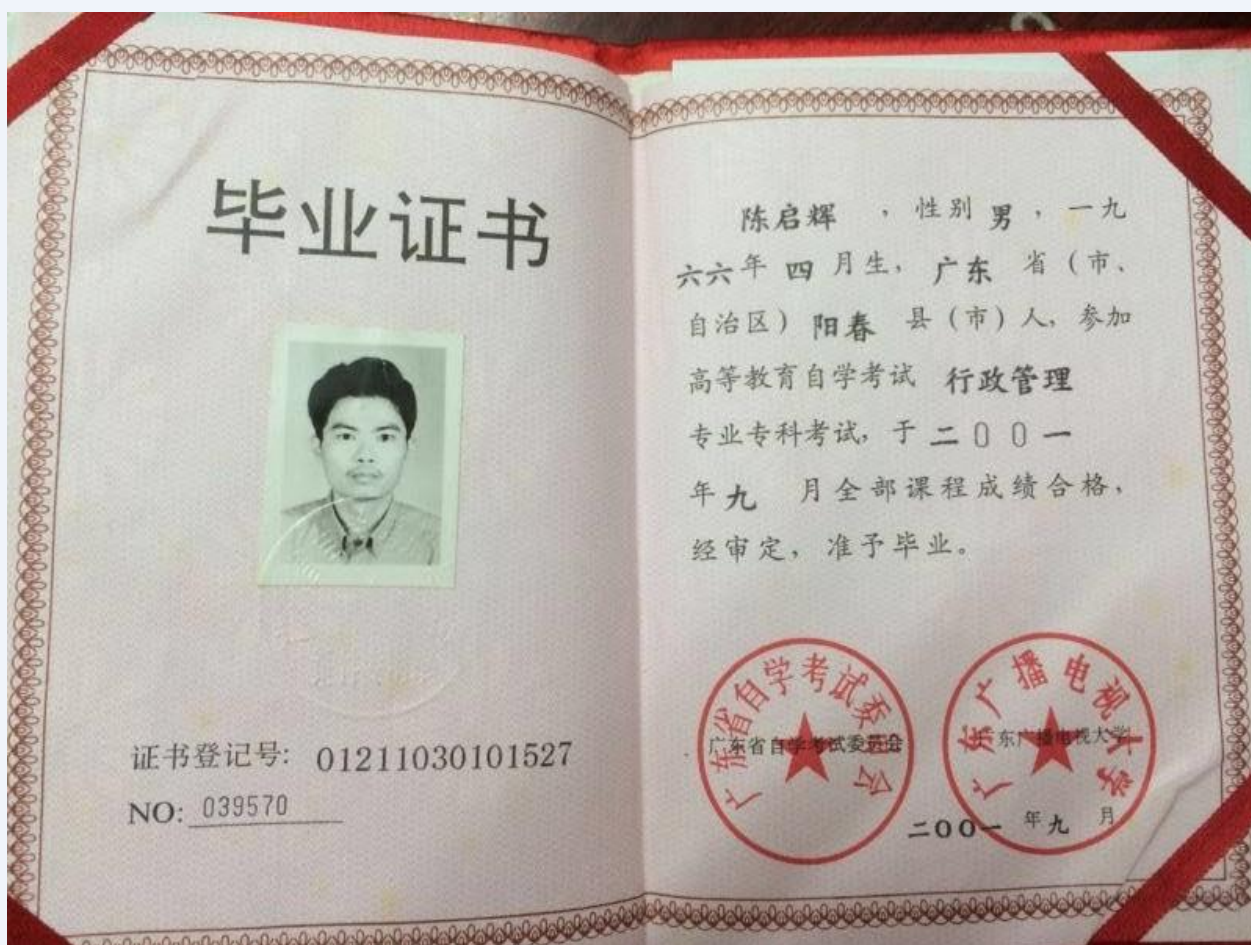 毕业证书
证书登记号: 01211030101527
NO: 039570
陈启辉 , 性别 男 , 一九
六六年 四 月生, 广东 省 (市、
自治区) 阳春 县 (市) 人, 参加
高等教育自学考试 行政管理
专业专科考试, 于 二00一
年九 月全部课程成绩合格,
经审定, 准予毕业。
广东省自学考试委员会
广东省自学考试委员会
广东广播电视大学
广东广播电视大学
二00一 年九 月